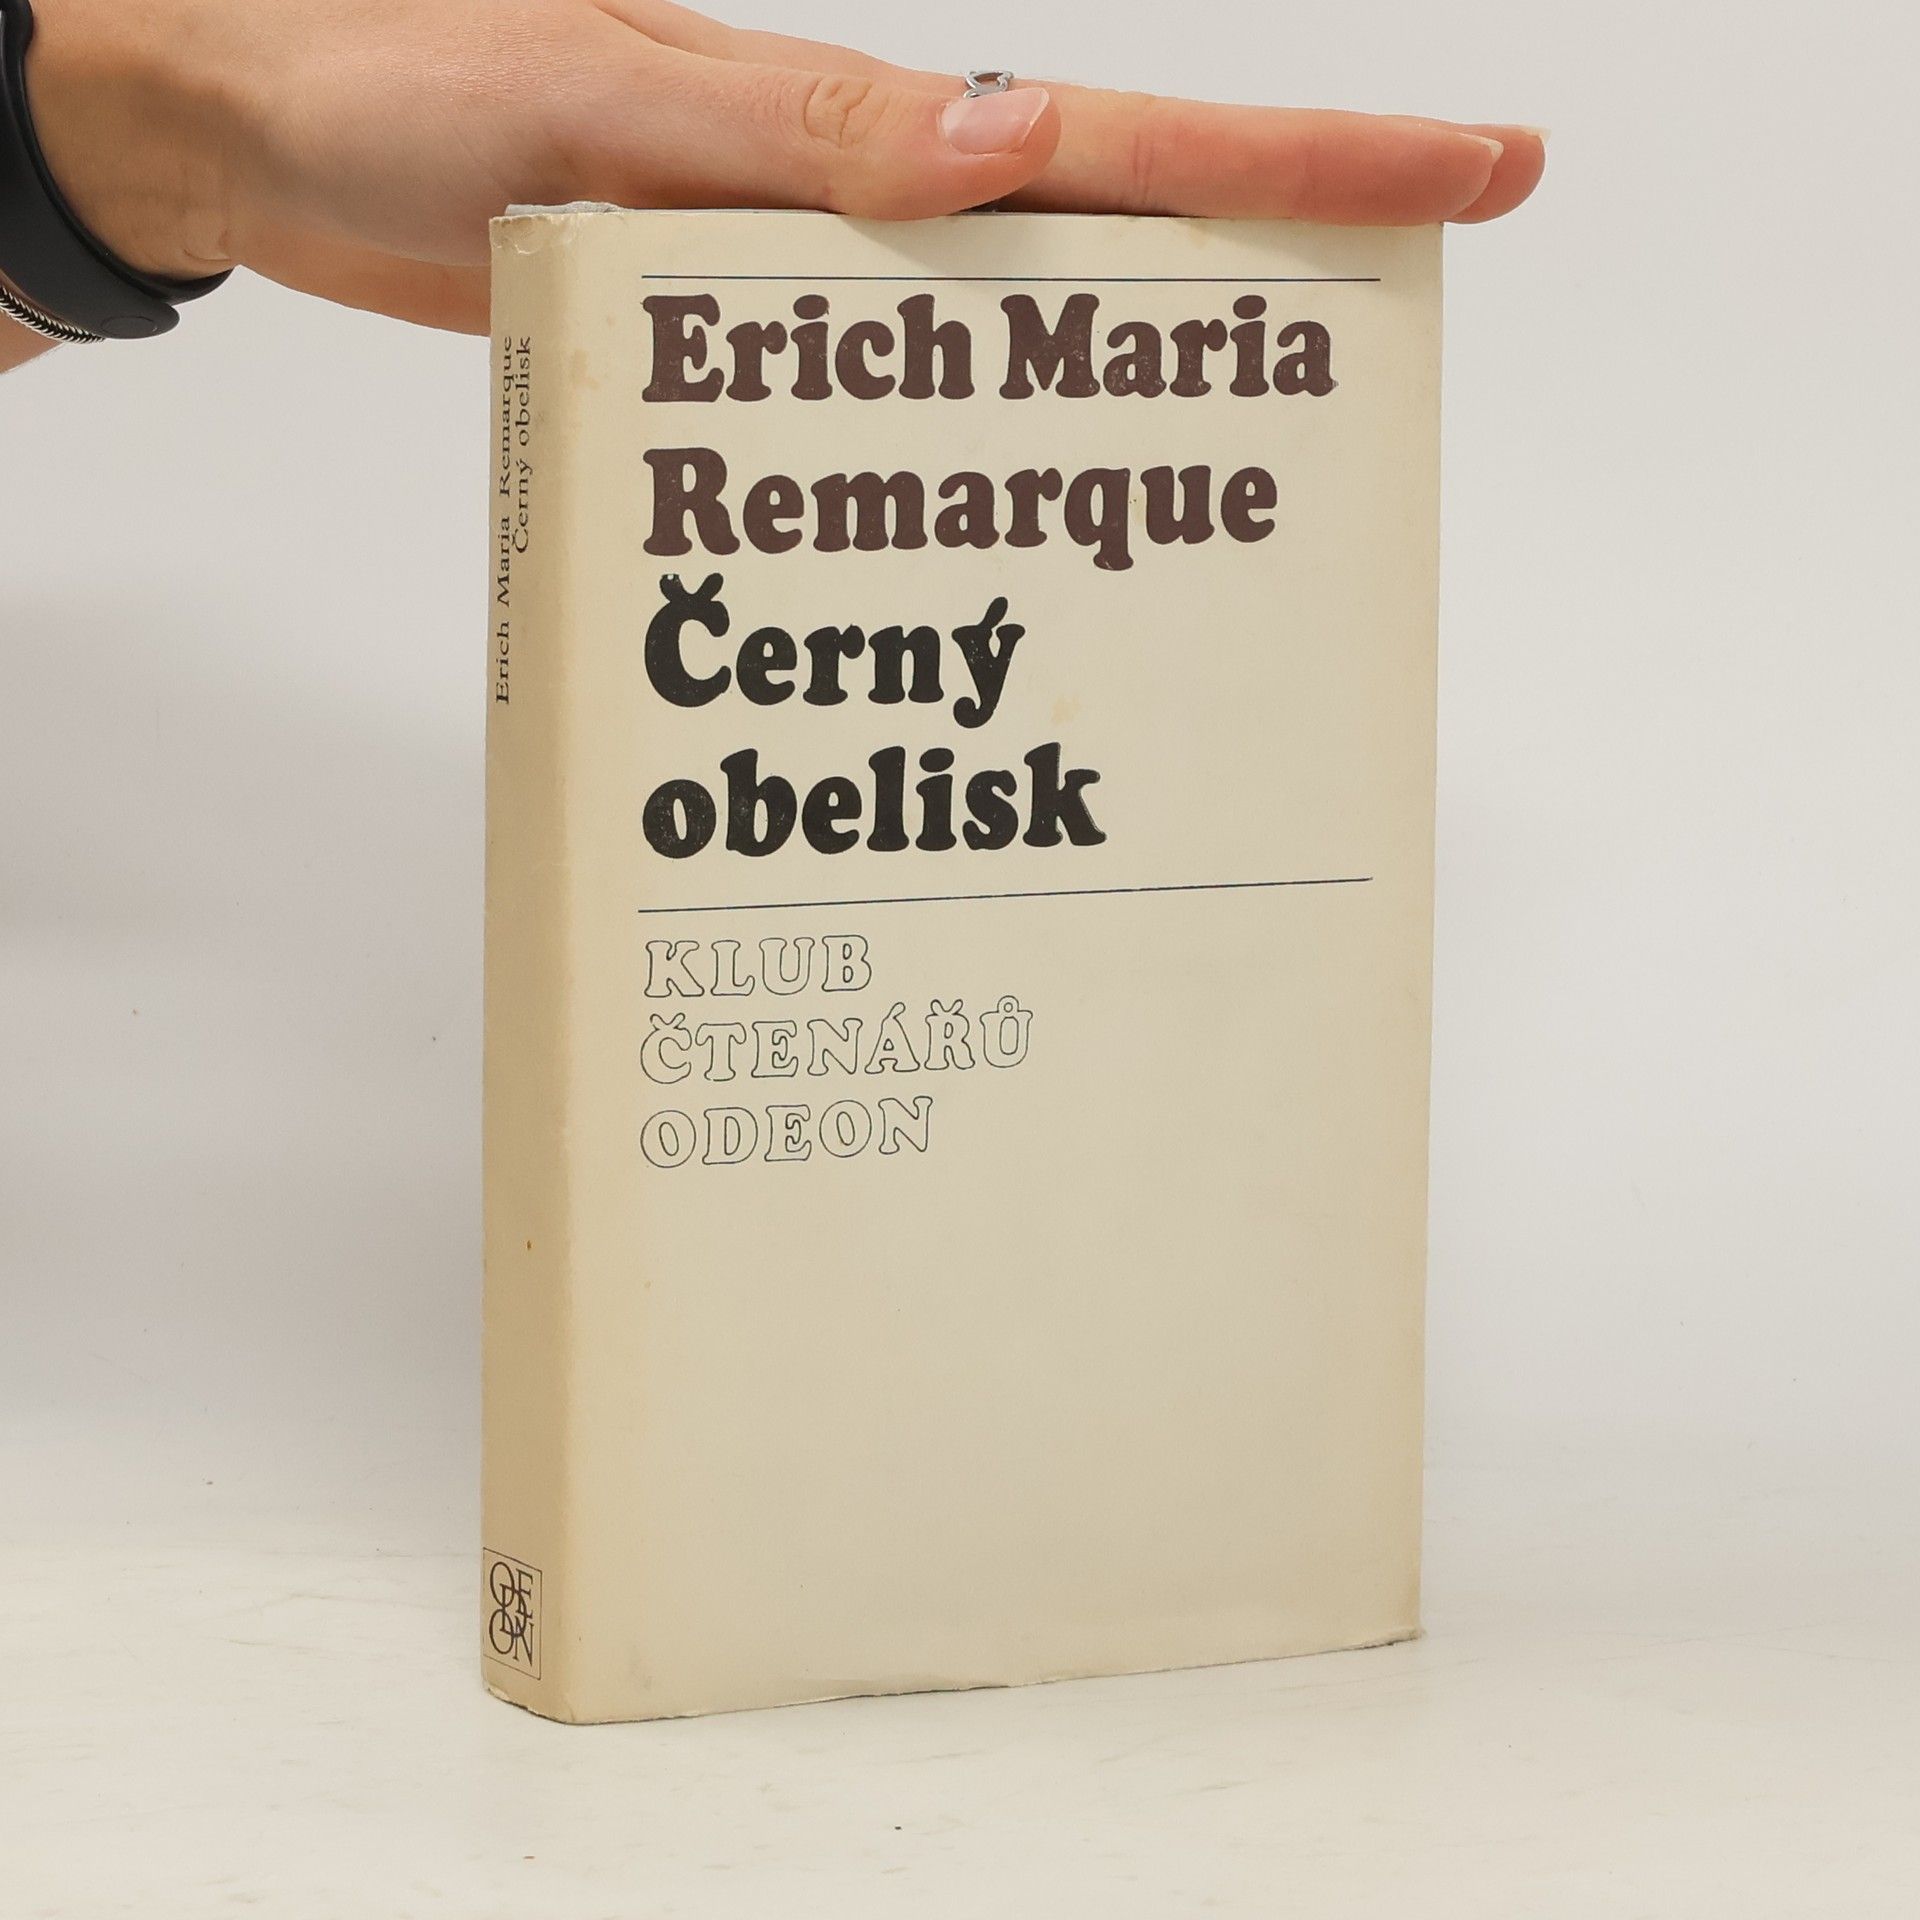 Erich Maria
Remarque
Černý
obelisk
KLUB
ČTENÁŘŮ
ODEON
Erich Maria Remarque
Černý obelisk
ODEON